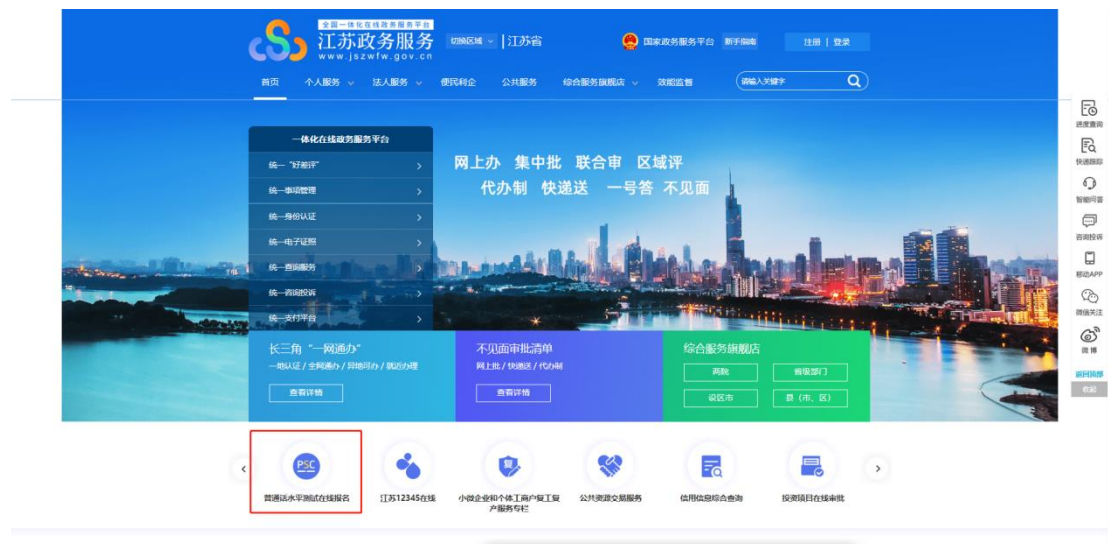 全国一体化在线政务服务平台
江苏政务服务
www.jszwfw.gov.cn
切换区域
江苏省
国家政务服务平台
新手指南
注册 | 登录
首页 个人服务 法人服务 便民利企 公共服务 综合服务旗舰店 效能监督
请输入关键字
一体化在线政务服务平台
统一“好差评”
统一事项管理
统一身份认证
统一电子证照
统一查询服务
统一咨询投诉
统一支付平台
网上办 集中批 联合审 区域评
代办制 快递送 一号答 不见面
进度查询
快递跟踪
智能问答
咨询投诉
移动APP
微信关注
微 博
返回顶部
收起
长三角“一网通办”
一地认证 / 全网通办 / 异地可办 / 就近办理
查看详情
不见面审批清单
网上批 / 快递送 / 代办制
查看详情
综合服务旗舰店
两院
省级部门
设区市
县（市、区）
PSC
普通话水平测试在线报名
江苏12345在线
复
小微企业和个体工商户复工复
产服务专栏
公共资源交易服务
信用信息综合查询
投资项目在线审批